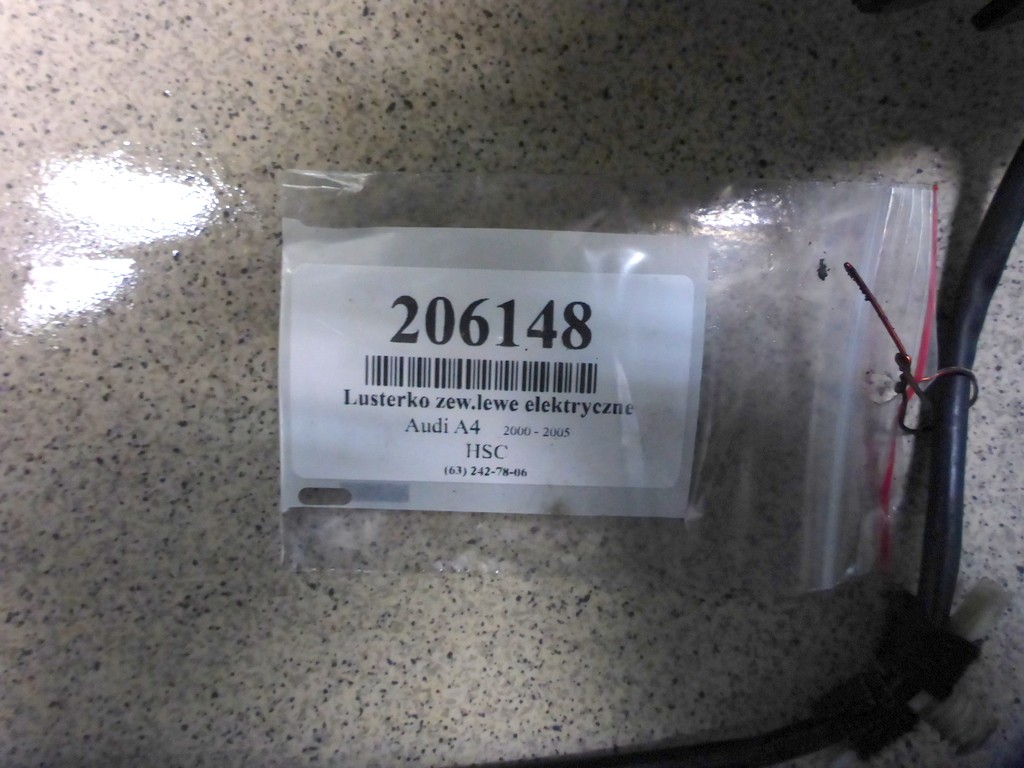 206148
Lusterko zew.lewe elektryczne
Audi A4 2000 - 2005
HSC
(63) 242-78-06